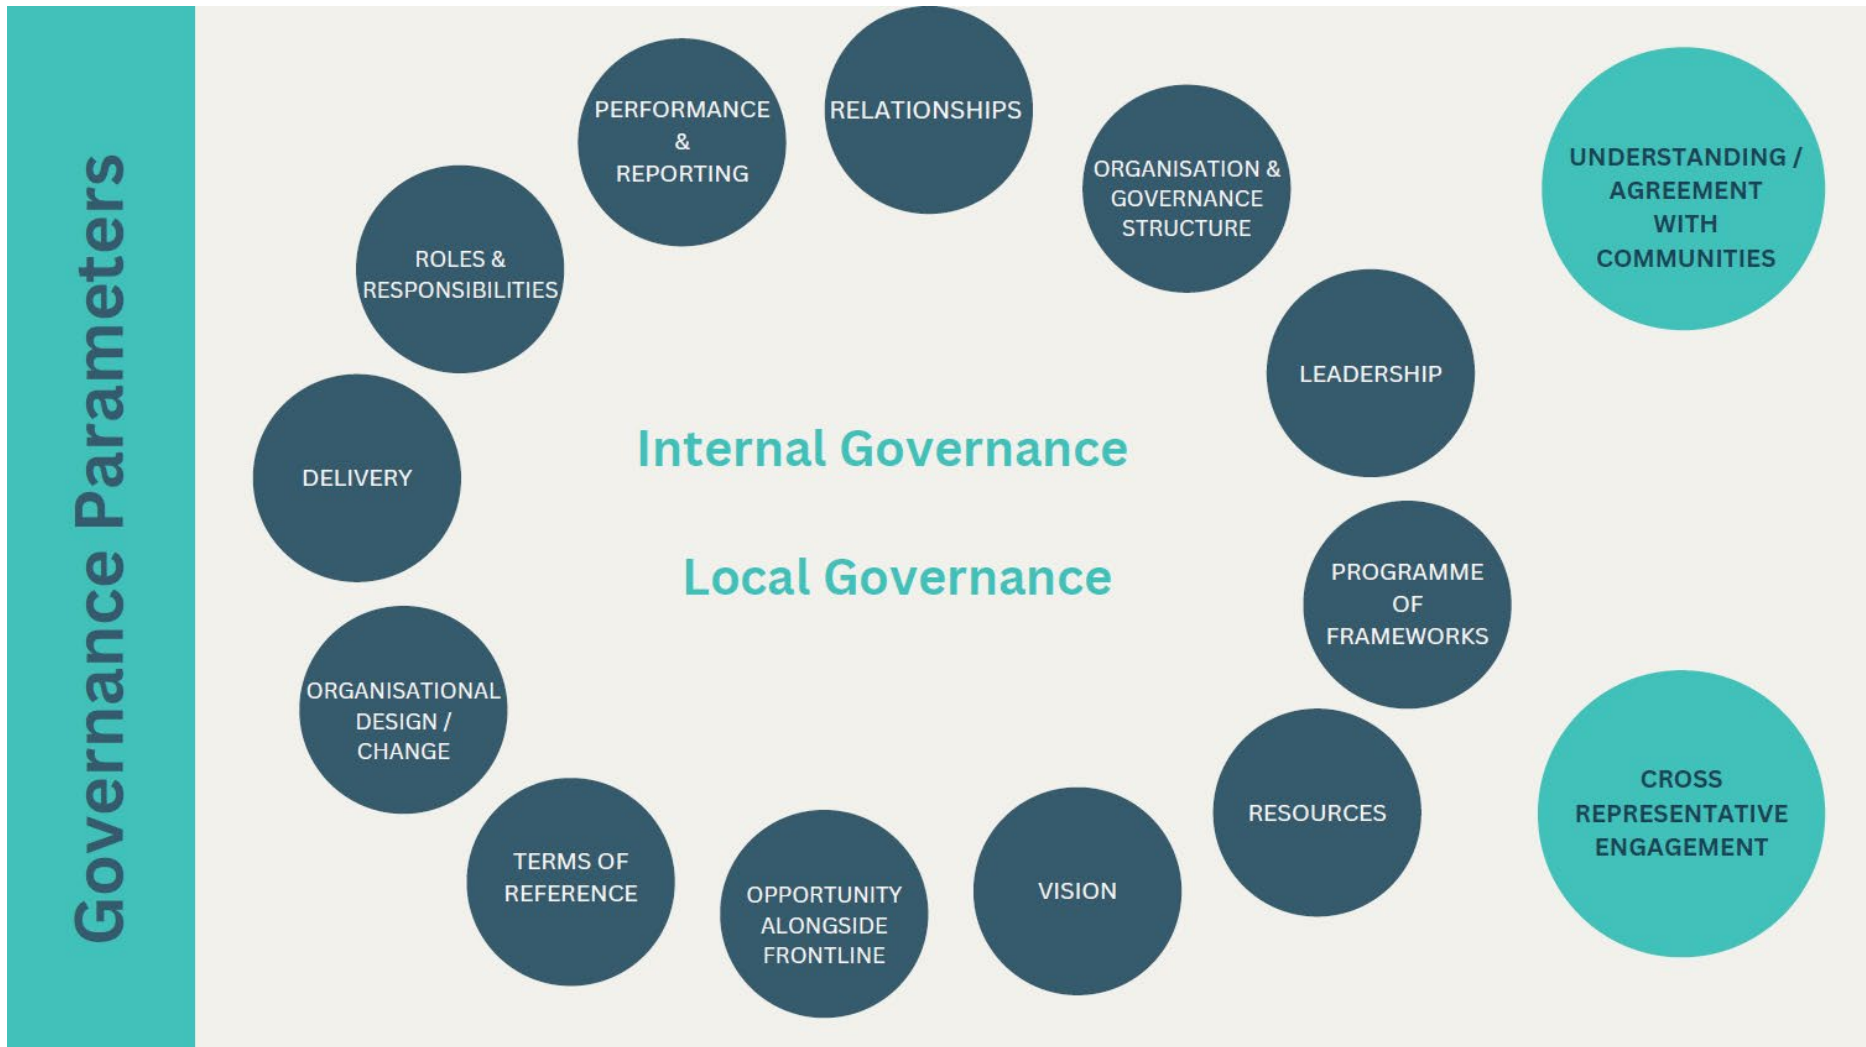 Governance Parameters
PERFORMANCE
&
REPORTING
RELATIONSHIPS
ORGANISATION &
GOVERNANCE
STRUCTURE
UNDERSTANDING /
AGREEMENT
WITH
COMMUNITIES
ROLES &
RESPONSIBILITIES
LEADERSHIP
DELIVERY
Internal Governance
Local Governance
PROGRAMME
OF
FRAMEWORKS
ORGANISATIONAL
DESIGN /
CHANGE
RESOURCES
CROSS
REPRESENTATIVE
ENGAGEMENT
TERMS OF
REFERENCE
OPPORTUNITY
ALONGSIDE
FRONTLINE
VISION